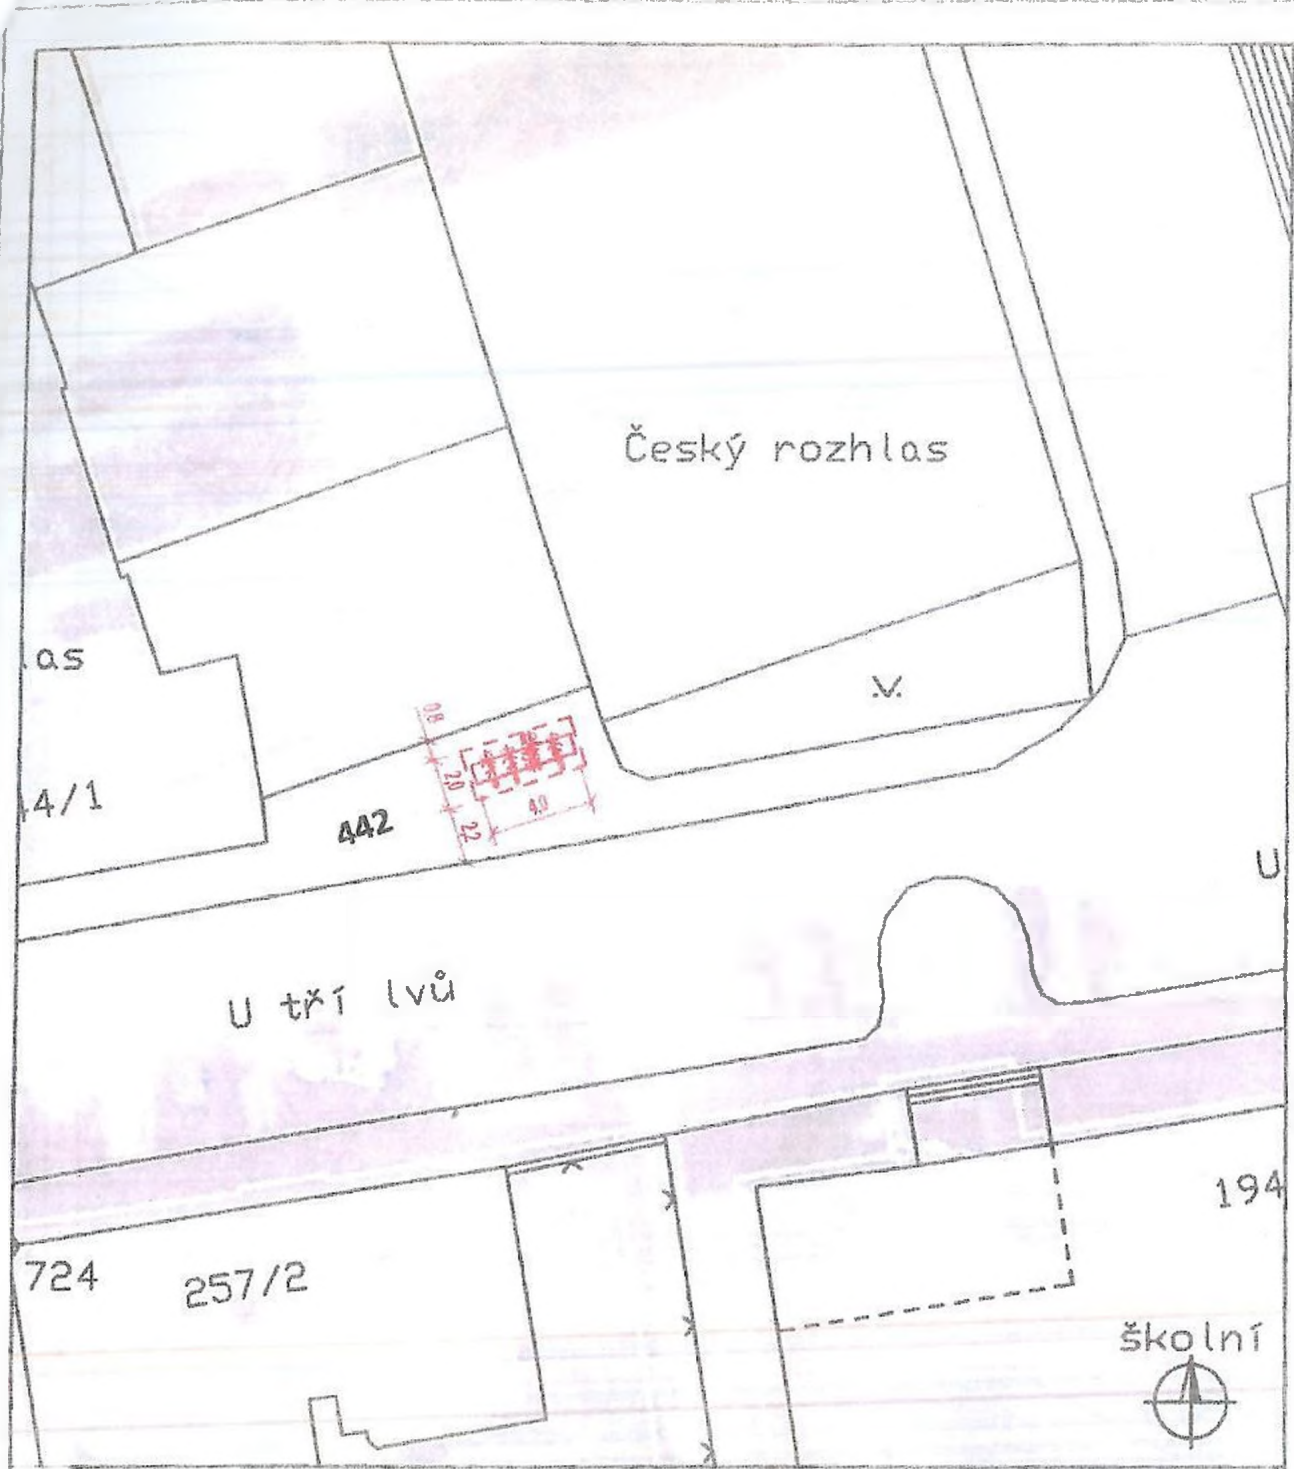 Český rozhlas
.as
.v.
0,8
4/1
2,0
4,0
442
2,2
U
U tří lvů
194
724
257/2
školní